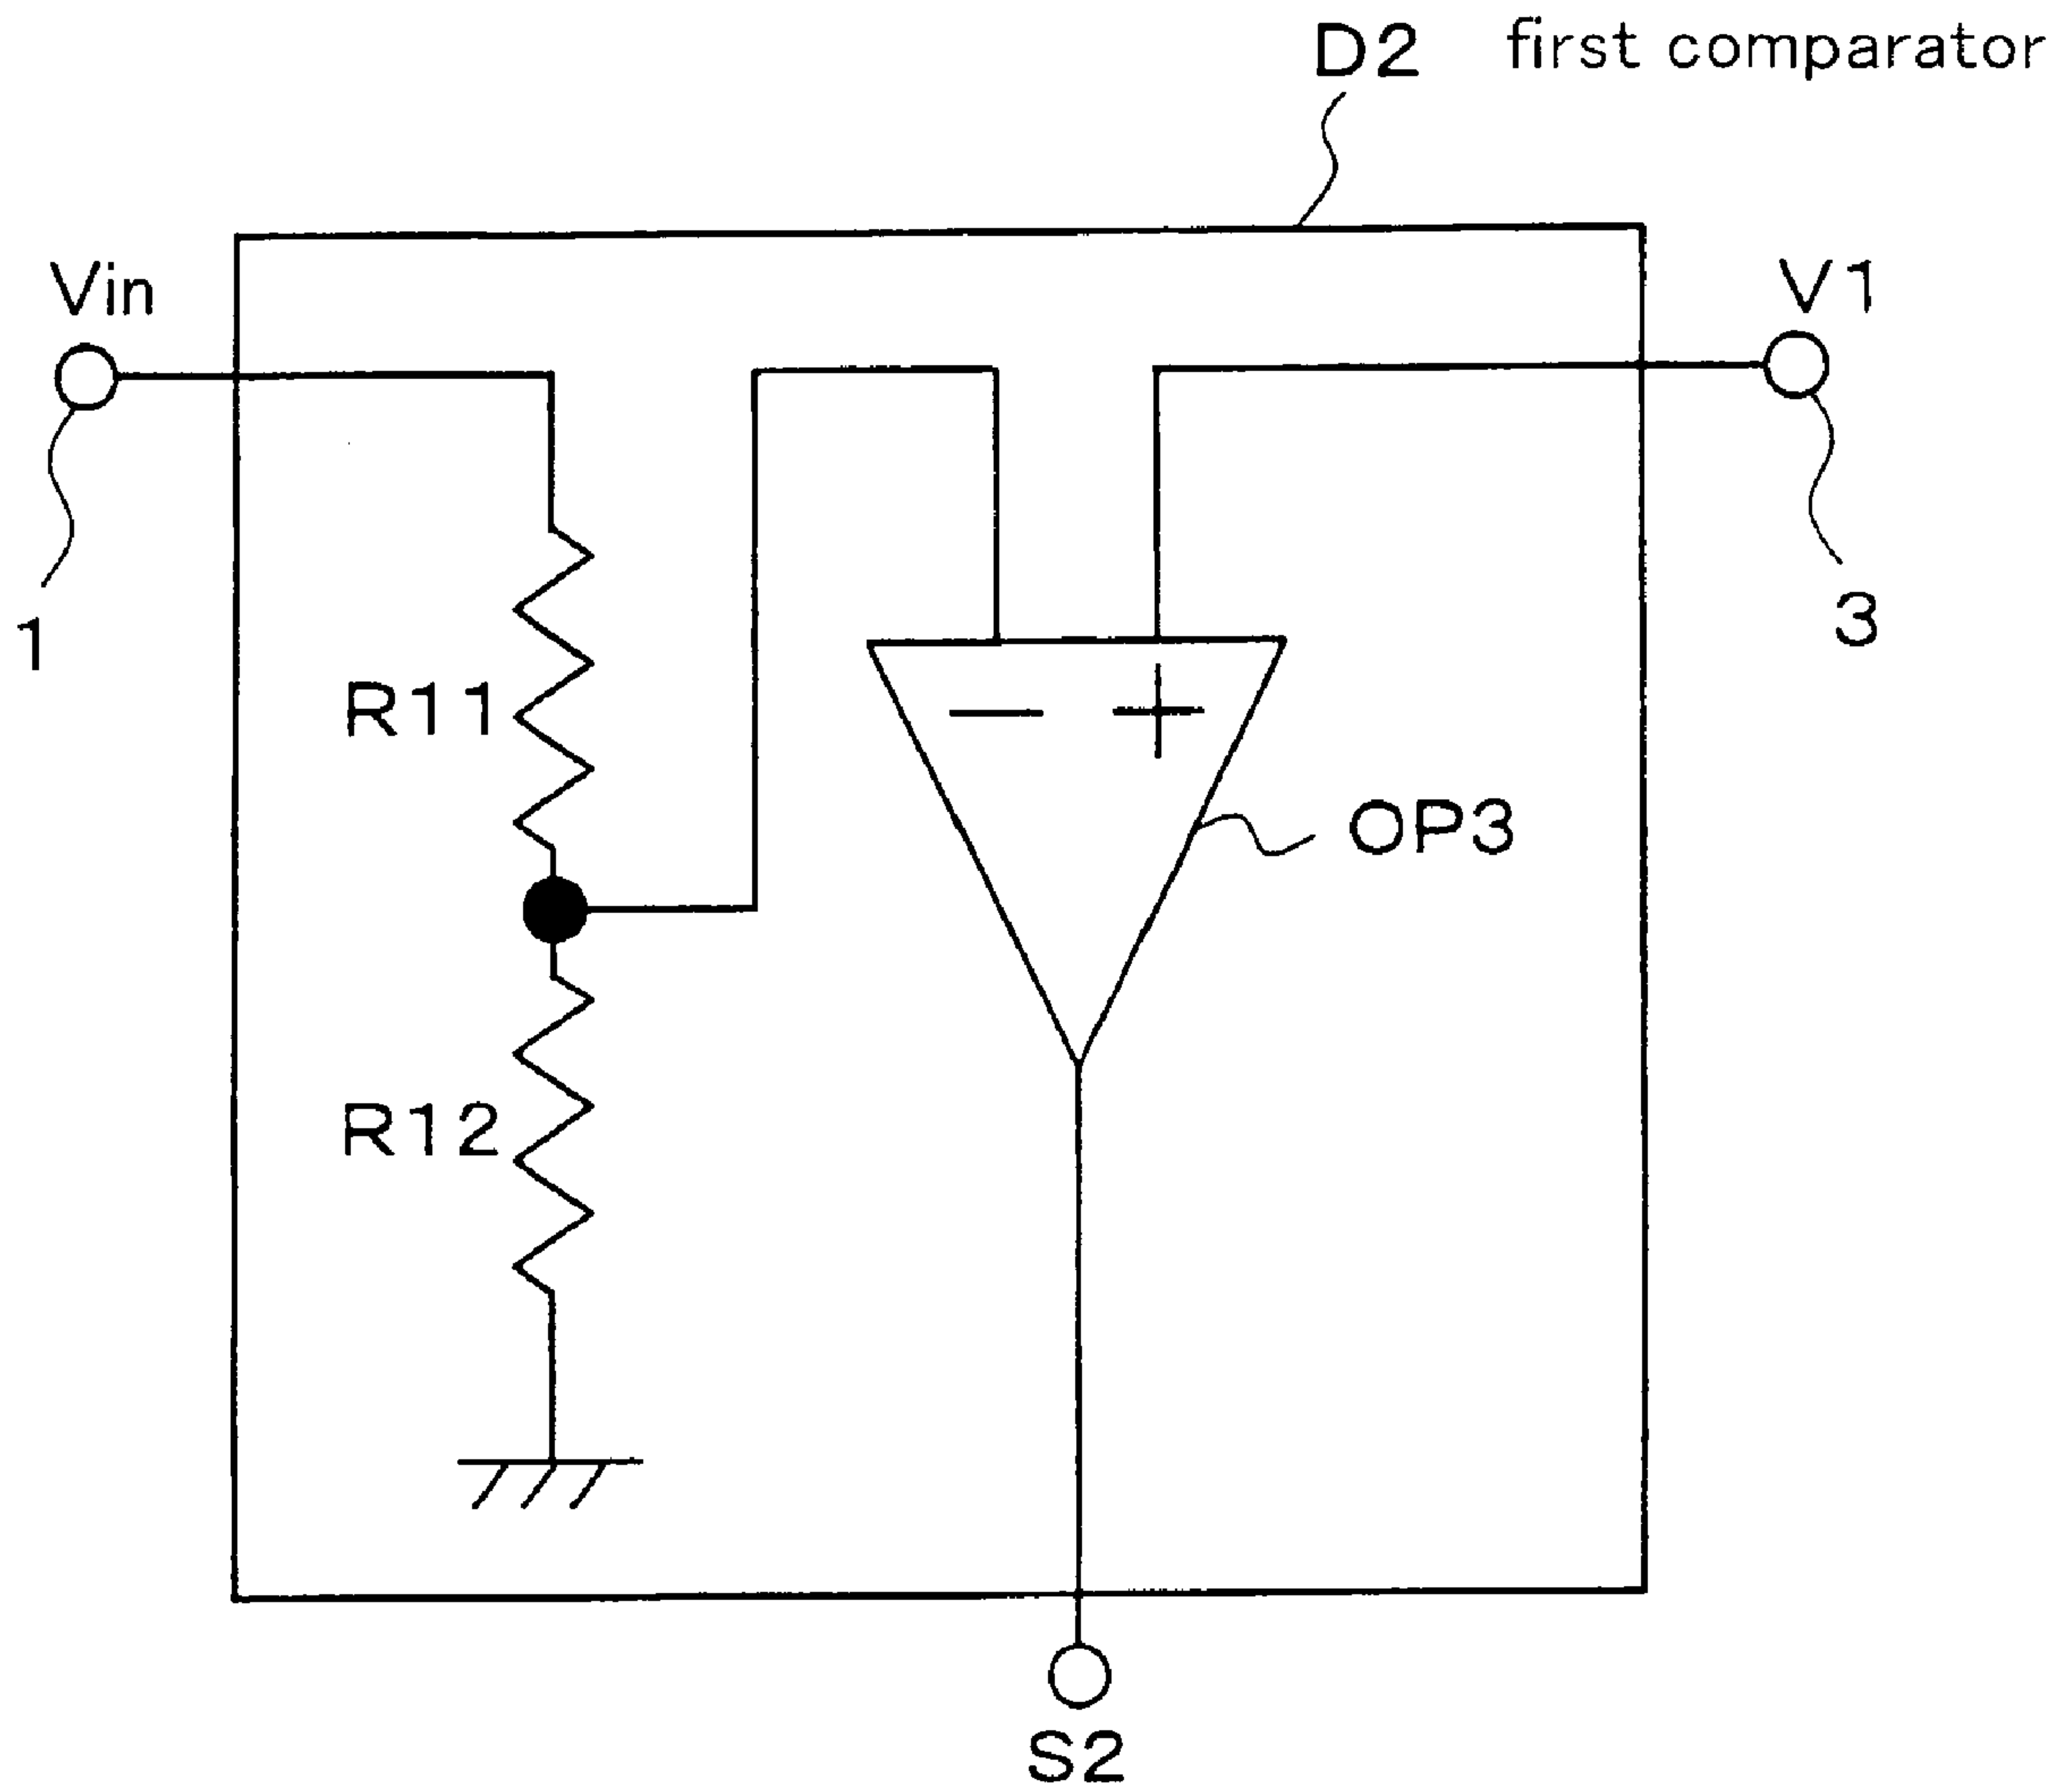 D2 first comparator
Vin
V1
1
3
R11
− +
OP3
R12
S2